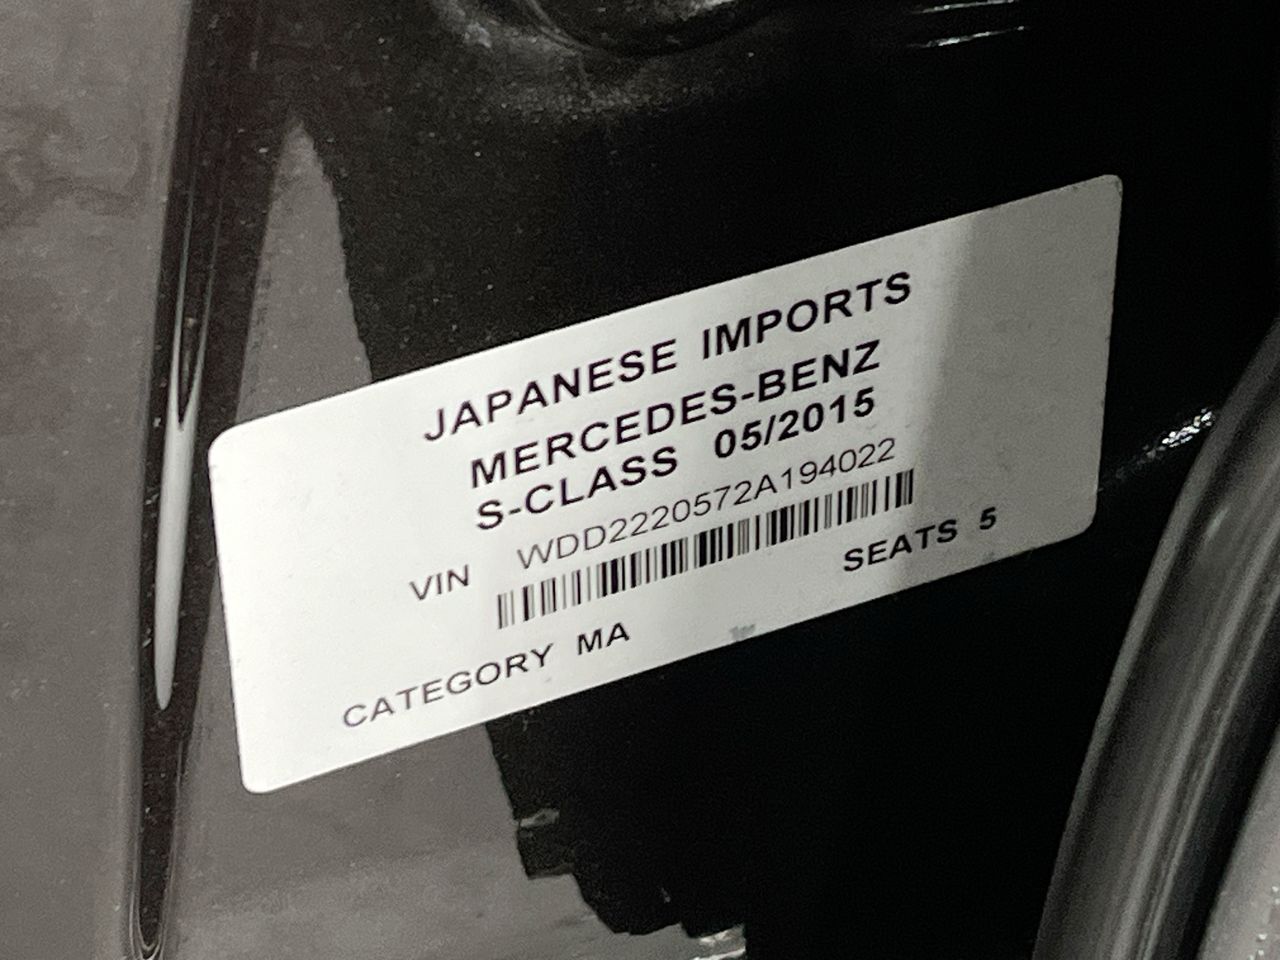 JAPANESE IMPORTS
MERCEDES-BENZ
S-CLASS 05/2015
VIN WDD2220572A194022
CATEGORY MA SEATS 5